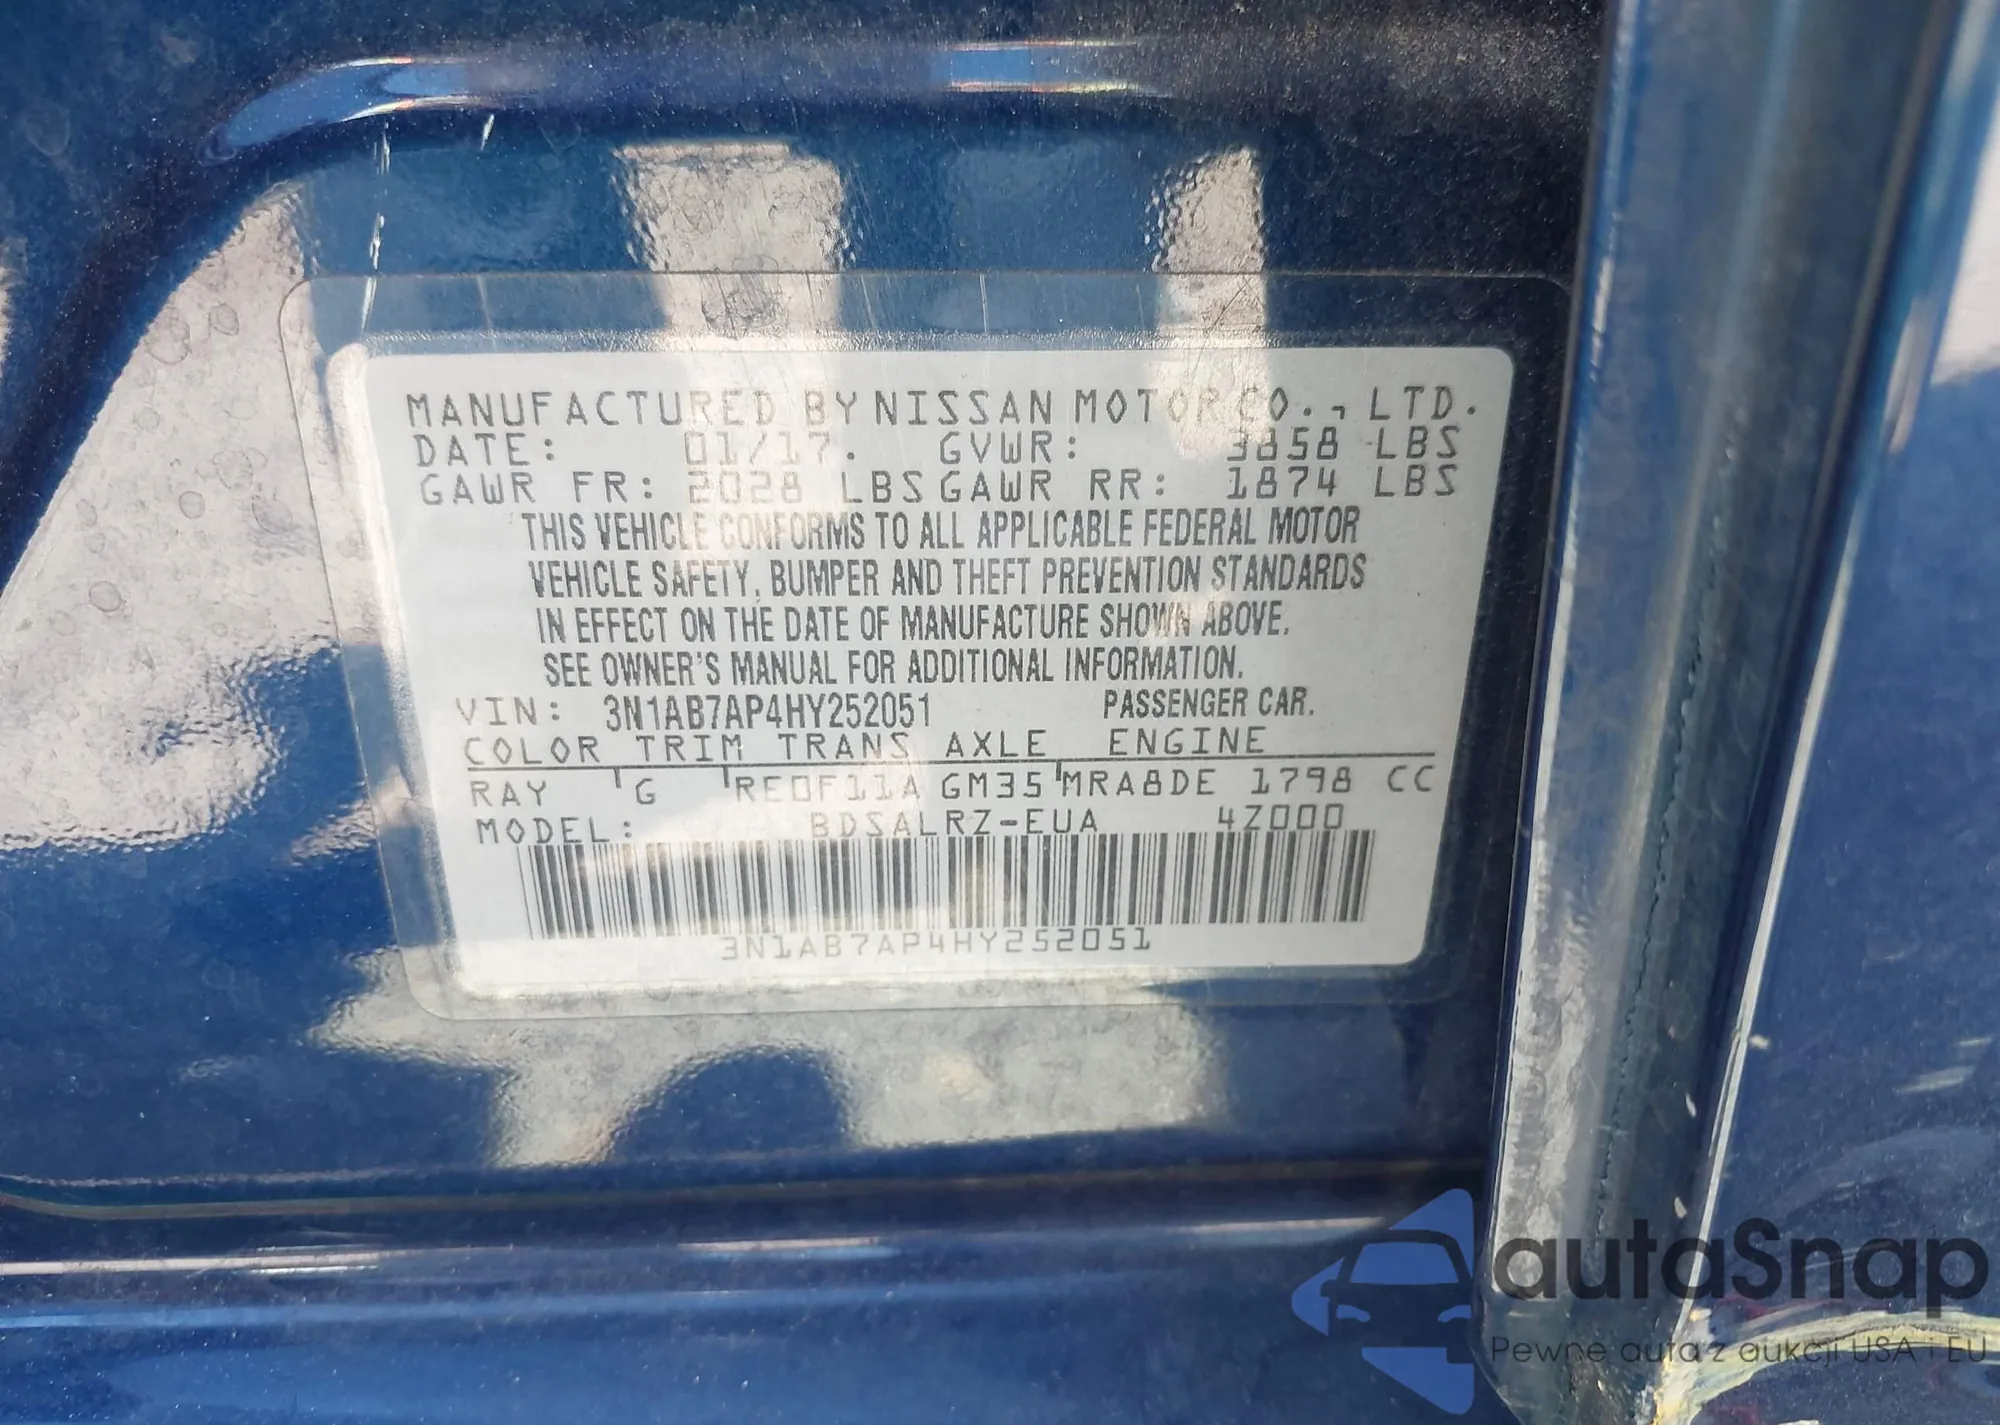 MANUFACTURED BY NISSAN MOTOR CO., LTD.
DATE: 01/17. GVWR: 3858 LBS
GAWR FR: 2028 LBS GAWR RR: 1874 LBS
THIS VEHICLE CONFORMS TO ALL APPLICABLE FEDERAL MOTOR
VEHICLE SAFETY, BUMPER AND THEFT PREVENTION STANDARDS
IN EFFECT ON THE DATE OF MANUFACTURE SHOWN ABOVE.
SEE OWNER'S MANUAL FOR ADDITIONAL INFORMATION.
VIN: 3N1AB7AP4HY252051 PASSENGER CAR.
COLOR TRIM TRANS AXLE ENGINE
RAY G RE0F11A GM35 MRA8DE 1798 CC
MODEL: BDSALRZ-EUA 4Z000
3N1AB7AP4HY252051
autoSnap
Pewne auta z aukcji USA i EU